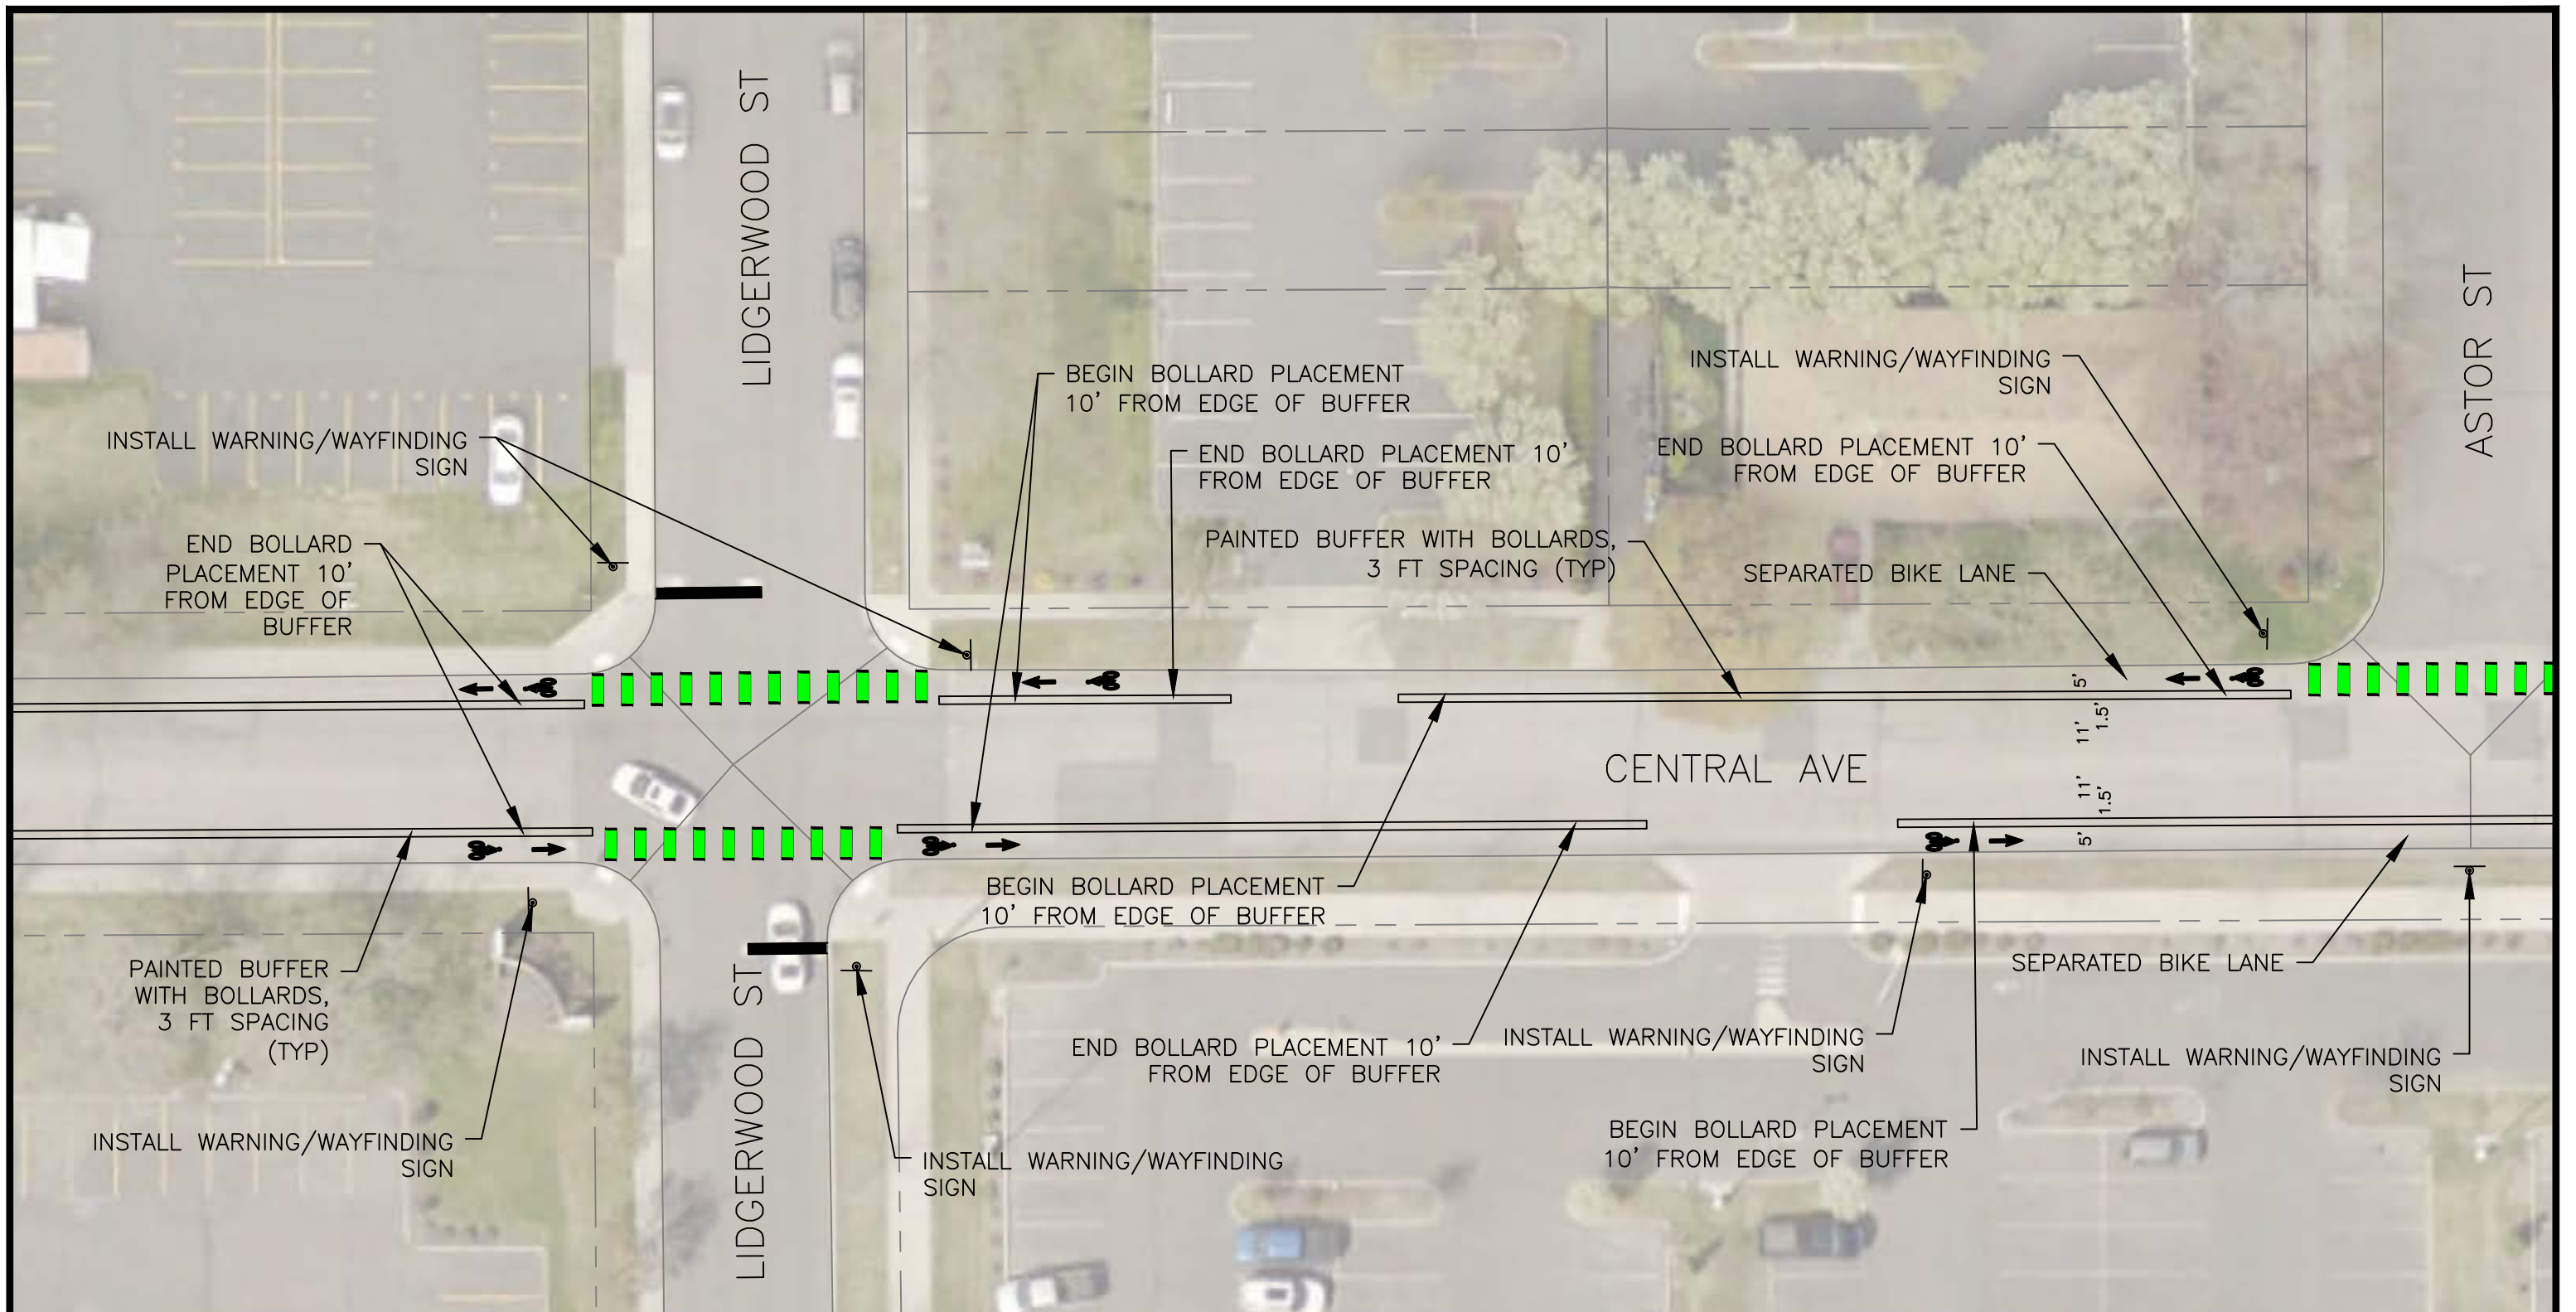 LIDGERWOOD ST
ASTOR ST
BEGIN BOLLARD PLACEMENT
10' FROM EDGE OF BUFFER
INSTALL WARNING/WAYFINDING
SIGN
INSTALL WARNING/WAYFINDING
SIGN
END BOLLARD PLACEMENT 10'
FROM EDGE OF BUFFER
END BOLLARD PLACEMENT 10'
FROM EDGE OF BUFFER
END BOLLARD
PLACEMENT 10'
FROM EDGE OF
BUFFER
PAINTED BUFFER WITH BOLLARDS,
3 FT SPACING (TYP)
SEPARATED BIKE LANE
5'
1.5'
11'
CENTRAL AVE
11'
1.5'
5'
BEGIN BOLLARD PLACEMENT
10' FROM EDGE OF BUFFER
PAINTED BUFFER
WITH BOLLARDS,
3 FT SPACING
(TYP)
SEPARATED BIKE LANE
LIDGERWOOD ST
END BOLLARD PLACEMENT 10'
FROM EDGE OF BUFFER
INSTALL WARNING/WAYFINDING
SIGN
INSTALL WARNING/WAYFINDING
SIGN
INSTALL WARNING/WAYFINDING
SIGN
INSTALL WARNING/WAYFINDING
SIGN
BEGIN BOLLARD PLACEMENT
10' FROM EDGE OF BUFFER